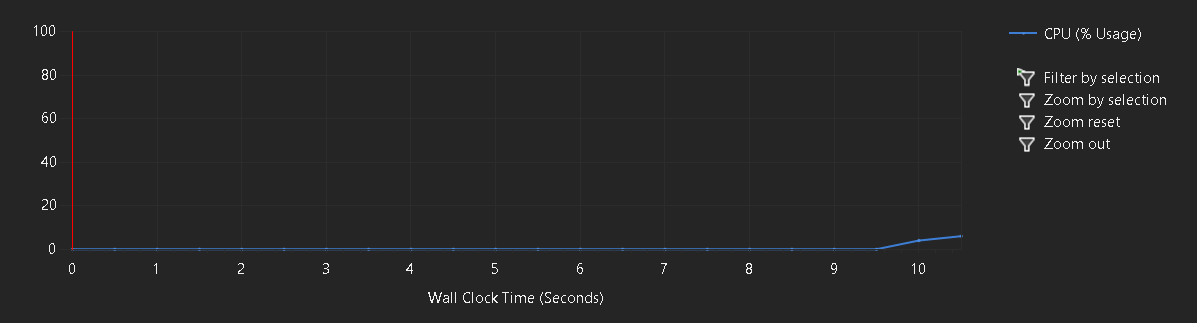 100
80
60
40
20
0
0 1 2 3 4 5 6 7 8 9 10
Wall Clock Time (Seconds)
CPU (% Usage)
Filter by selection
Zoom by selection
Zoom reset
Zoom out